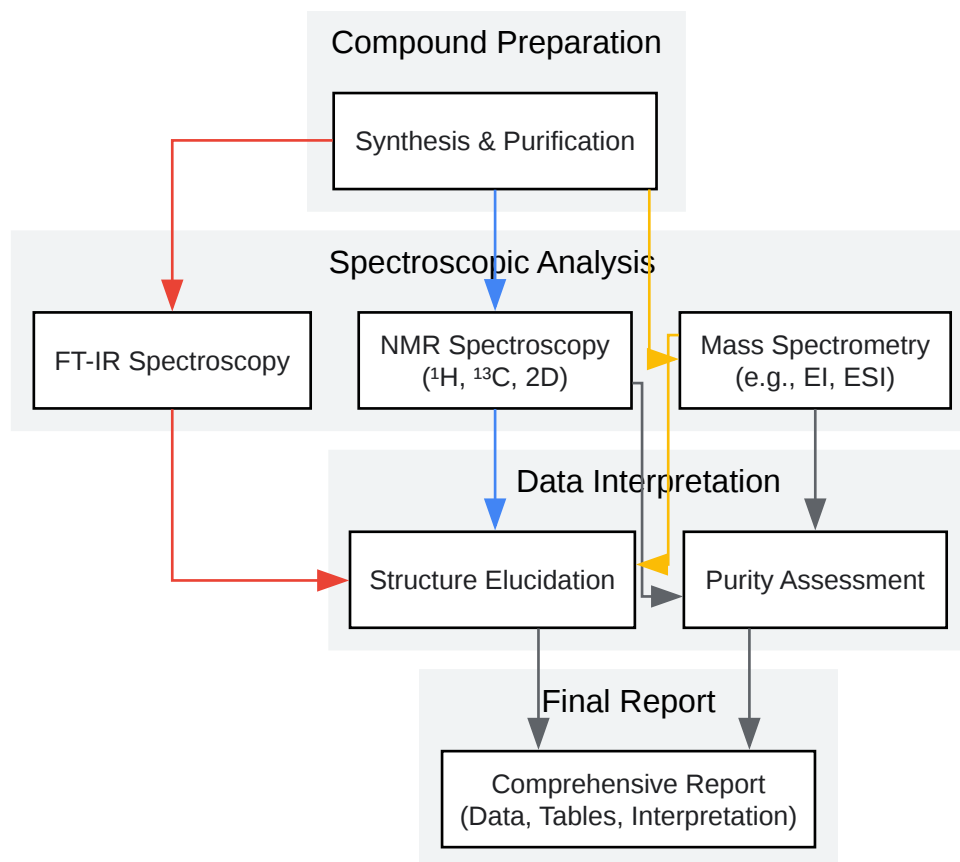 Compound Preparation
Synthesis & Purification
Spectroscopic Analysis
FT-IR Spectroscopy
NMR Spectroscopy
(¹H, ¹³C, 2D)
Mass Spectrometry
(e.g., EI, ESI)
Data Interpretation
Structure Elucidation
Purity Assessment
Final Report
Comprehensive Report
(Data, Tables, Interpretation)